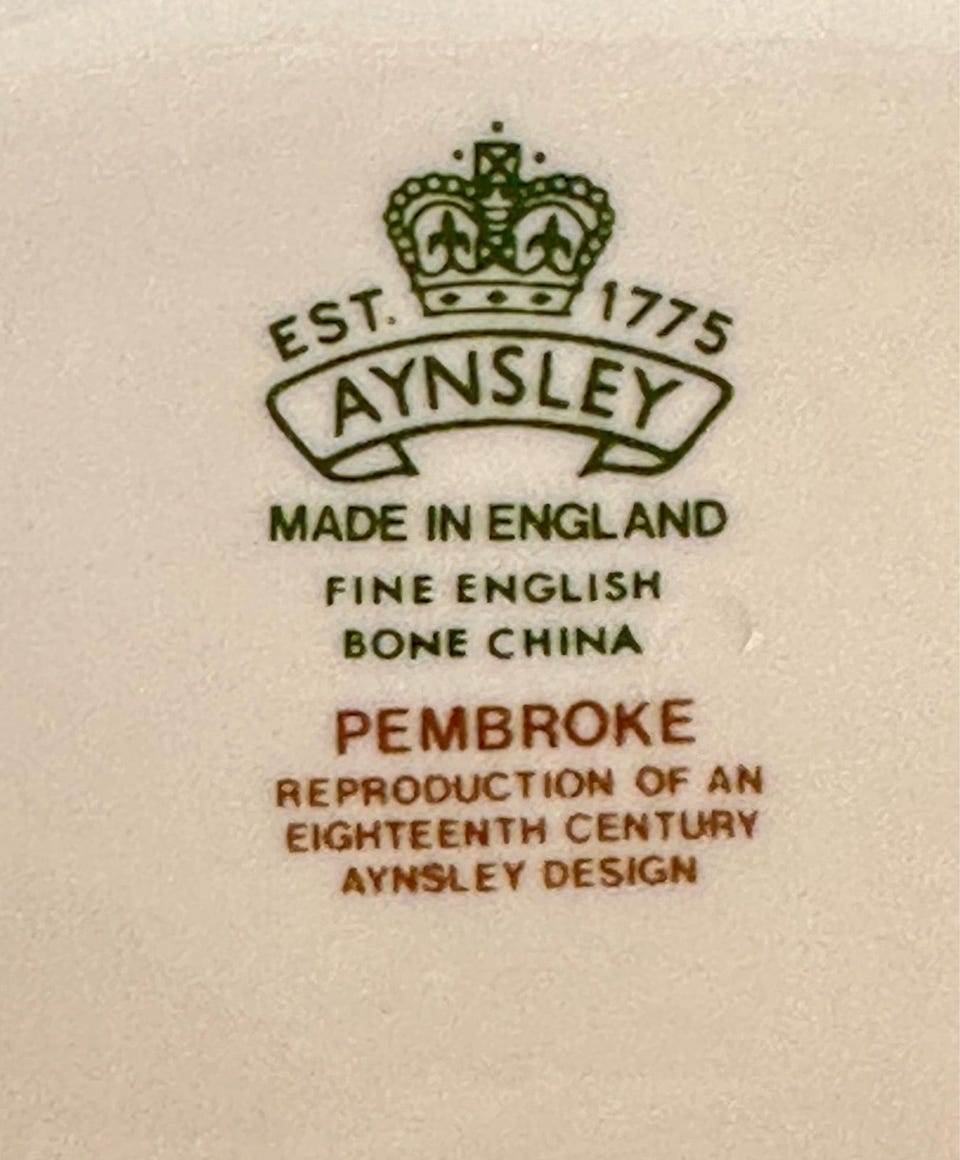 EST. 1775
AYNSLEY
MADE IN ENGLAND
FINE ENGLISH
BONE CHINA
PEMBROKE
REPRODUCTION OF AN
EIGHTEENTH CENTURY
AYNSLEY DESIGN